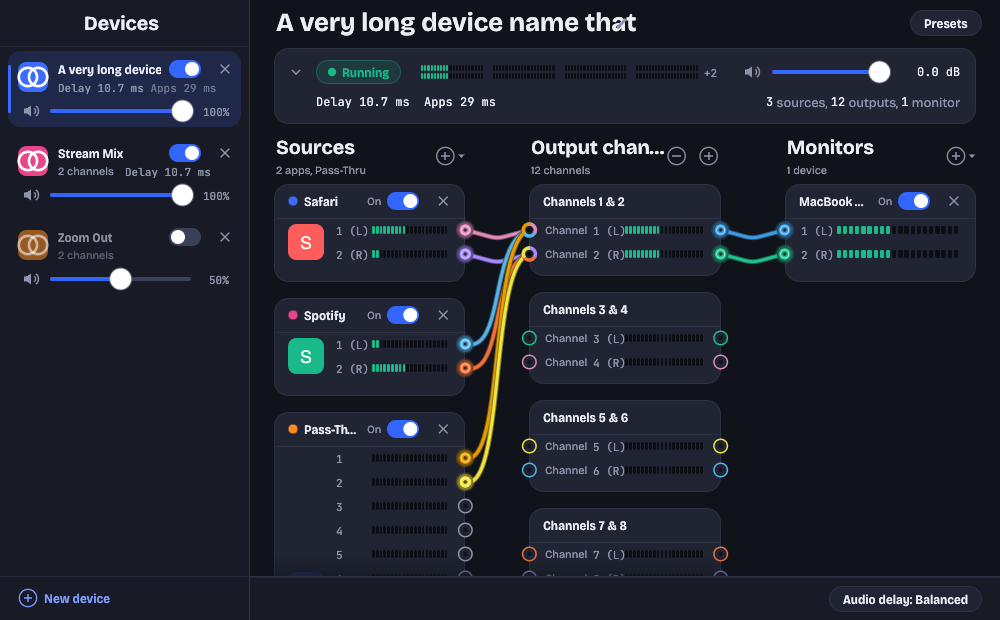 Devices
A very long device
Delay 10.7 ms Apps 29 ms
100%
Stream Mix
2 channels Delay 10.7 ms
100%
Zoom Out
2 channels
50%
New device
A very long device name that
Presets
Running
+2
0.0 dB
Delay 10.7 ms Apps 29 ms
3 sources, 12 outputs, 1 monitor
Sources
2 apps, Pass-Thru
Safari On
S
1 (L)
2 (R)
Spotify On
S
1 (L)
2 (R)
Pass-Th... On
1
2
3
4
5
Output chan...
12 channels
Channels 1 & 2
Channel 1 (L)
Channel 2 (R)
Channels 3 & 4
Channel 3 (L)
Channel 4 (R)
Channels 5 & 6
Channel 5 (L)
Channel 6 (R)
Channels 7 & 8
Channel 7 (L)
Monitors
1 device
MacBook ... On
1 (L)
2 (R)
Audio delay: Balanced